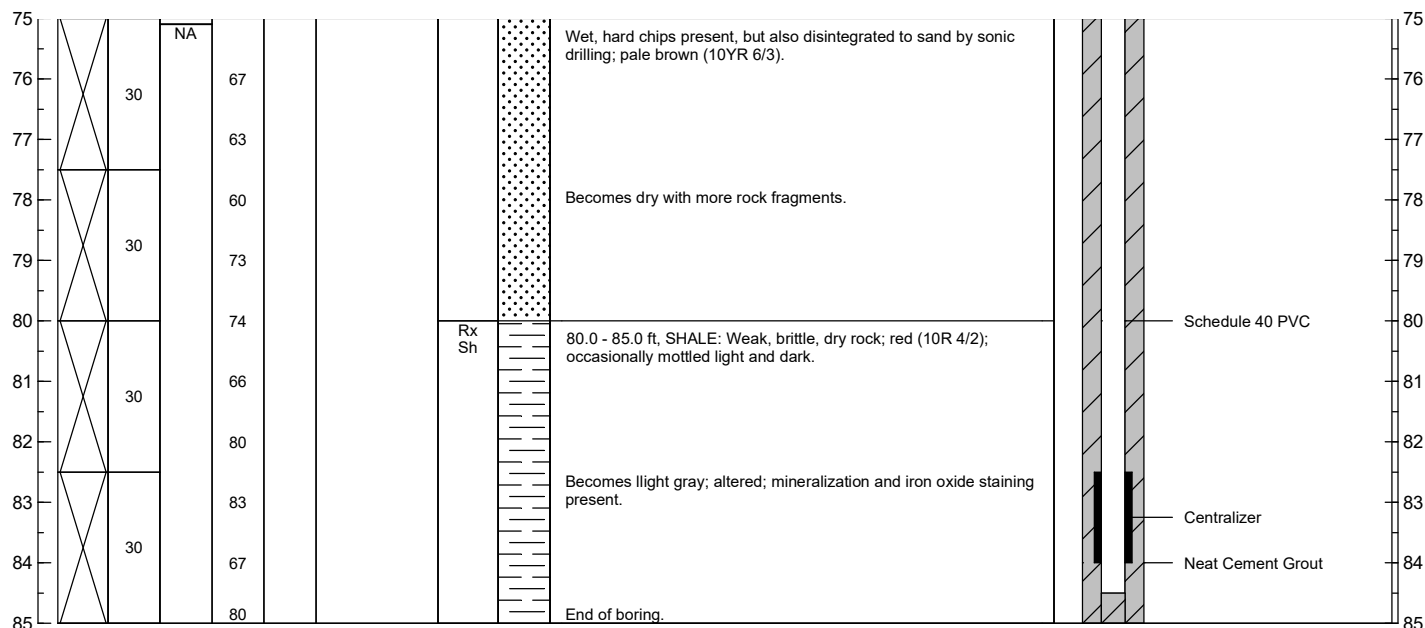 75 75
NA
Wet, hard chips present, but also disintegrated to sand by sonic
drilling; pale brown (10YR 6/3).
76 67 76
30
77 63 77
78 60 Becomes dry with more rock fragments. 78
30
79 73 79
80 74 Schedule 40 PVC 80
Rx
Sh
80.0 - 85.0 ft, SHALE: Weak, brittle, dry rock; red (10R 4/2);
occasionally mottled light and dark.
81 66 81
30
82 80 82
Becomes llight gray; altered; mineralization and iron oxide staining
present.
83 83 83
Centralizer
30
84 67 Neat Cement Grout 84
80 End of boring.
85 85